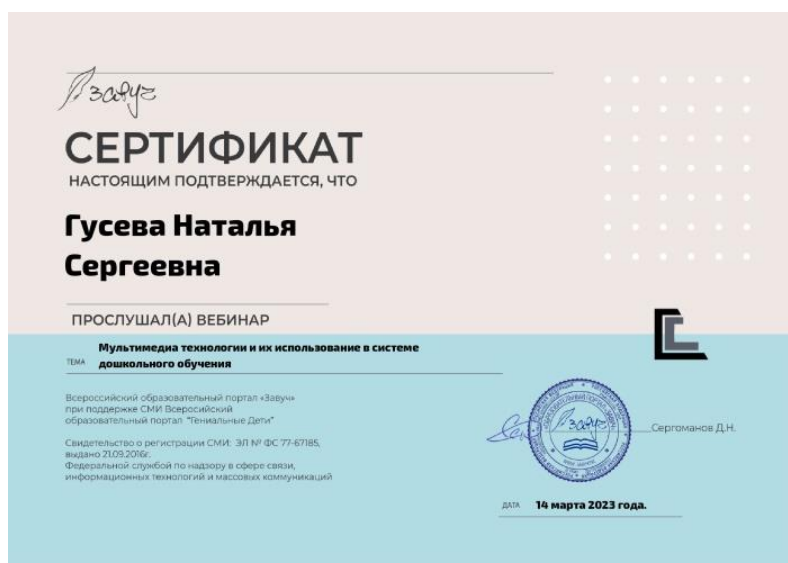 Завуч
СЕРТИФИКАТ
НАСТОЯЩИМ ПОДТВЕРЖДАЕТСЯ, ЧТО
Гусева Наталья
Сергеевна
ПРОСЛУШАЛ(А) ВЕБИНАР
Мультимедиа технологии и их использование в системе
ТЕМА дошкольного обучения
Всероссийский образовательный портал «Завуч»
при поддержке СМИ Всероссийский
образовательный портал "Гениальные Дети"
Свидетельство о регистрации СМИ: ЭЛ № ФС 77-67185,
выдано 21.09.2016г.
Федеральной службой по надзору в сфере связи,
информационных технологий и массовых коммуникаций
Завуч
Сергоманов Д.Н.
ДАТА 14 марта 2023 года.